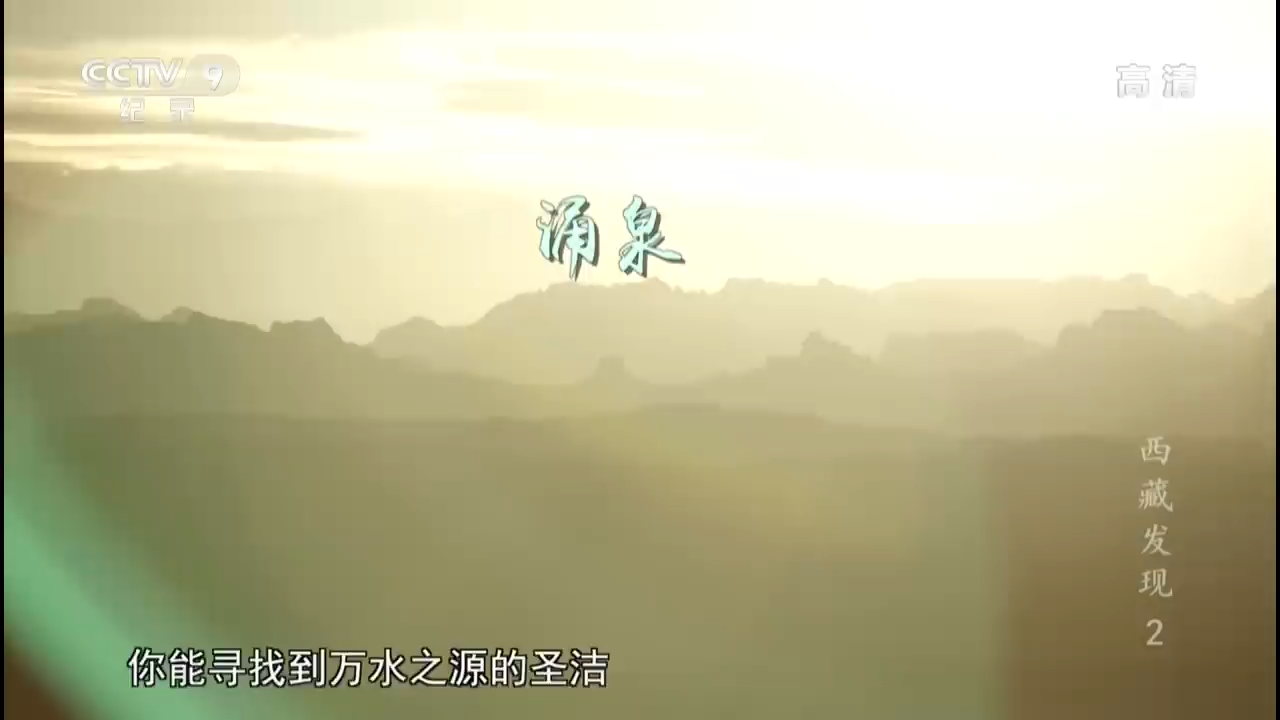 CCTV 9
纪录
高清
涌泉
西藏发现2
你能寻找到万水之源的圣洁